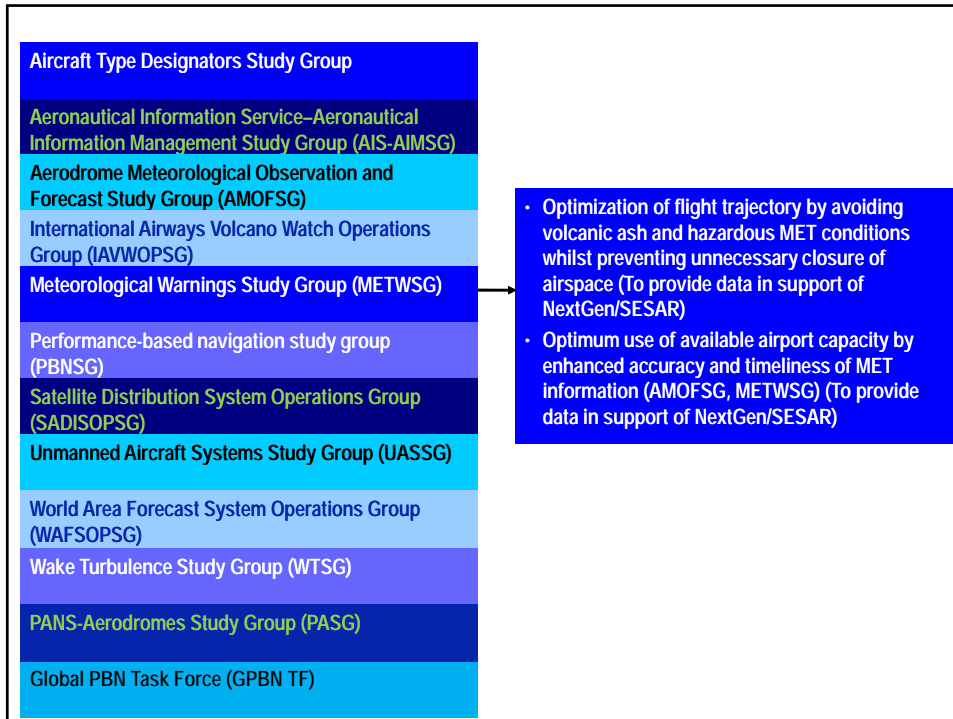 Aircraft Type Designators Study Group
Aeronautical Information Service–Aeronautical
Information Management Study Group (AIS-AIMSG)
Aerodrome Meteorological Observation and
Forecast Study Group (AMOFSG)
International Airways Volcano Watch Operations
Group (IAVWOPSG)
Meteorological Warnings Study Group (METWSG)
Performance-based navigation study group
(PBNSG)
Satellite Distribution System Operations Group
(SADISOPSG)
Unmanned Aircraft Systems Study Group (UASSG)
World Area Forecast System Operations Group
(WAFSOPSG)
Wake Turbulence Study Group (WTSG)
PANS-Aerodromes Study Group (PASG)
Global PBN Task Force (GPBN TF)
• Optimization of flight trajectory by avoiding
volcanic ash and hazardous MET conditions
whilst preventing unnecessary closure of
airspace (To provide data in support of
NextGen/SESAR)
• Optimum use of available airport capacity by
enhanced accuracy and timeliness of MET
information (AMOFSG, METWSG) (To provide
data in support of NextGen/SESAR)